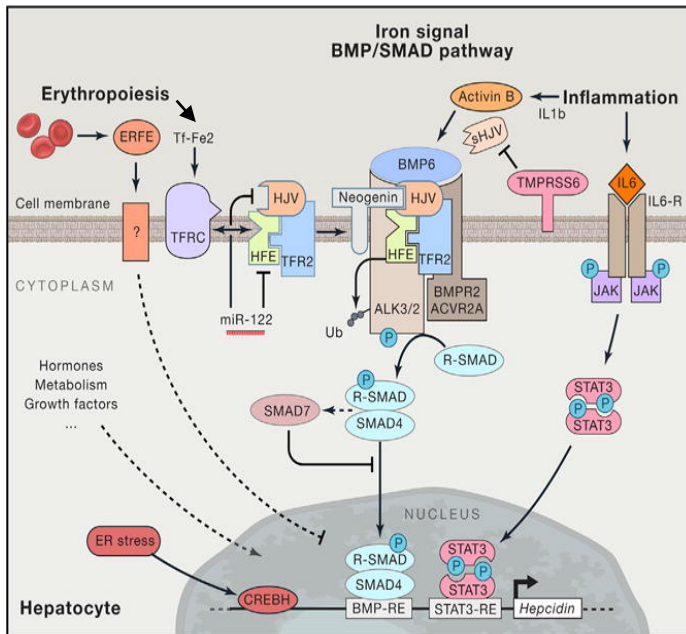 Iron signal
BMP/SMAD pathway
Erythropoiesis
Activin B
Inflammation
IL1b
ERFE
Tf-Fe2
sHJV
BMP6
TMPRSS6
IL6
IL6-R
Cell membrane
HJV
Neogenin
HJV
?
TFRC
HFE
TFR2
HFE
TFR2
CYTOPLASM
BMPR2
ACVR2A
P
P
JAK
JAK
miR-122
Ub
ALK3/2
P
R-SMAD
Hormones
Metabolism
Growth factors
...
P
R-SMAD
SMAD4
SMAD7
STAT3
P
P
STAT3
NUCLEUS
ER stress
P
R-SMAD
SMAD4
STAT3
P
P
STAT3
CREBH
Hepatocyte
BMP-RE
STAT3-RE
Hepcidin